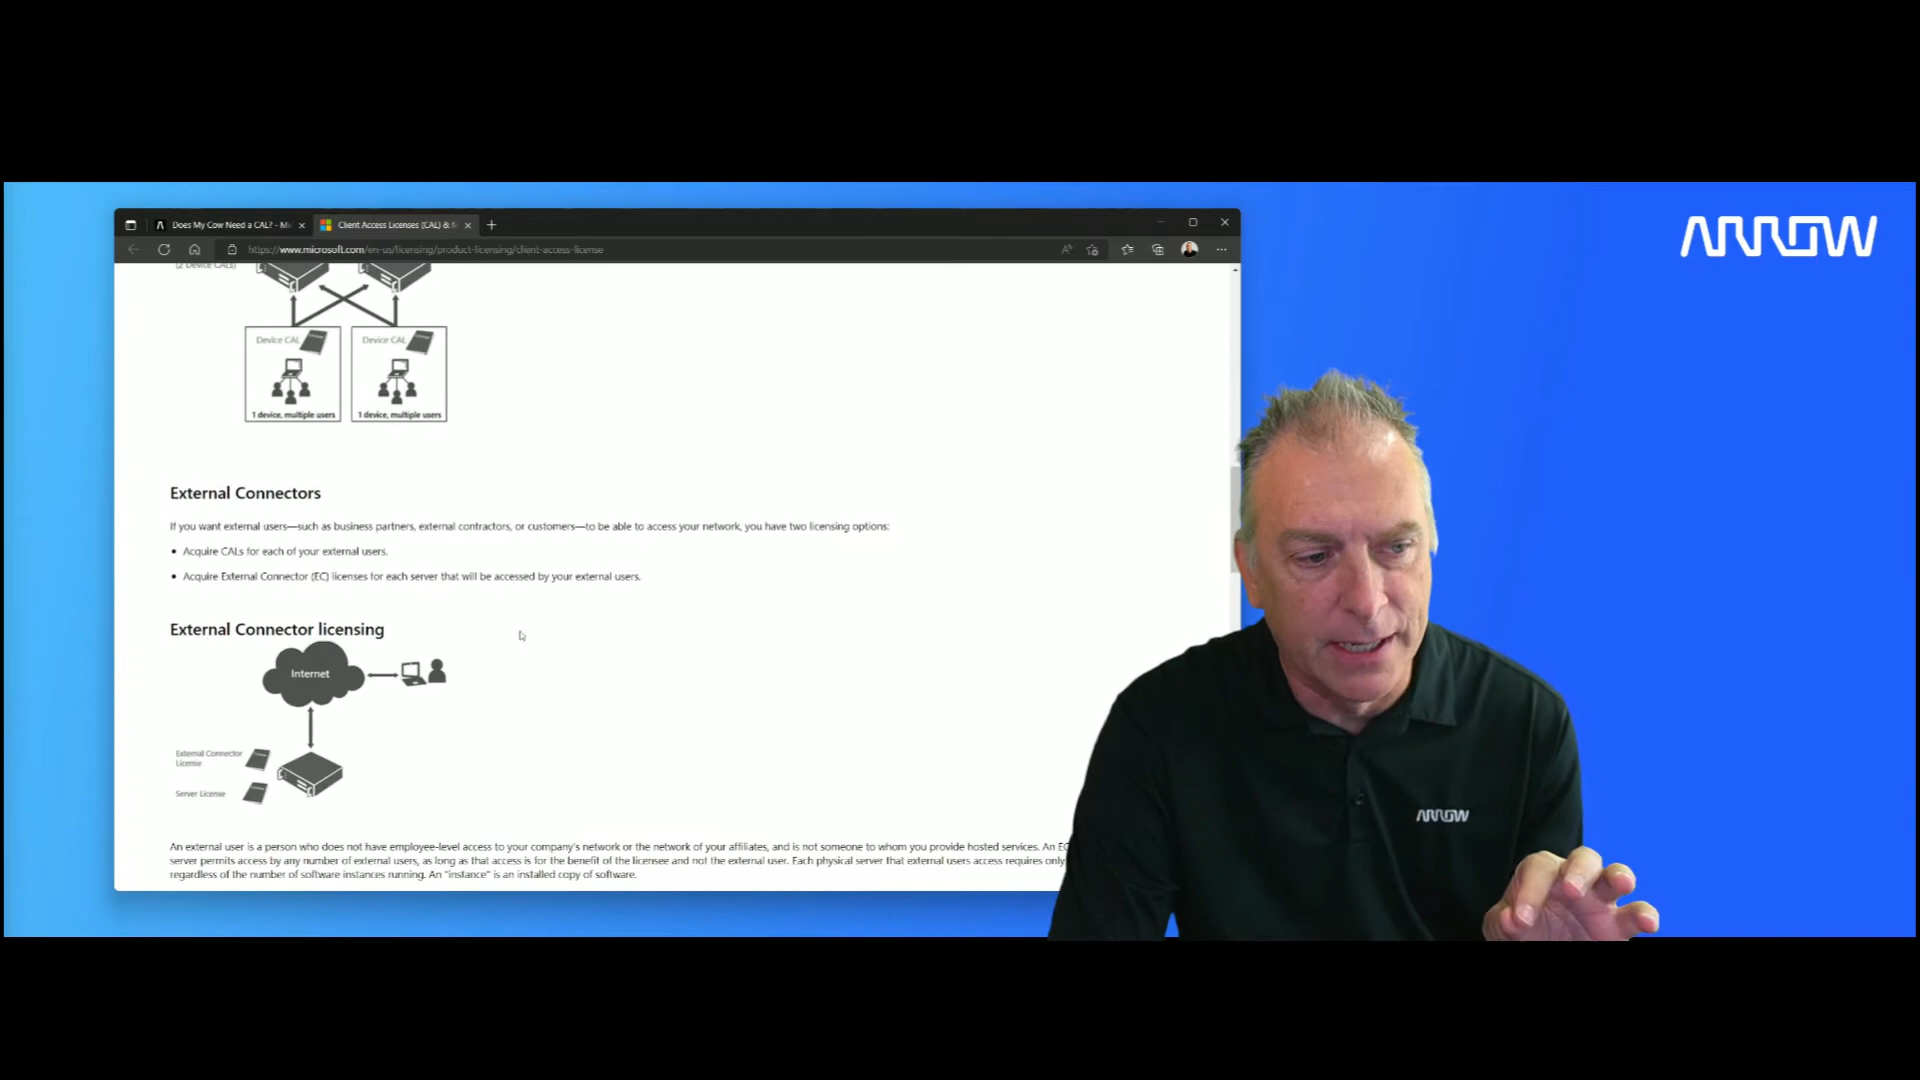 Does My Cow Need a CAL? - Mi
Client Access Licenses (CAL) & M
ARROW
https://www.microsoft.com/en-us/licensing/product-licensing/client-access-license
(2 Device CALs)
Device CAL
Device CAL
1 device, multiple users
1 device, multiple users
External Connectors
If you want external users—such as business partners, external contractors, or customers—to be able to access your network, you have two licensing options:
• Acquire CALs for each of your external users.
• Acquire External Connector (EC) licenses for each server that will be accessed by your external users.
External Connector licensing
Internet
External Connector
License
Server License
ARROW
An external user is a person who does not have employee-level access to your company's network or the network of your affiliates, and is not someone to whom you provide hosted services. An EC
server permits access by any number of external users, as long as that access is for the benefit of the licensee and not the external user. Each physical server that external users access requires only
regardless of the number of software instances running. An "instance" is an installed copy of software.